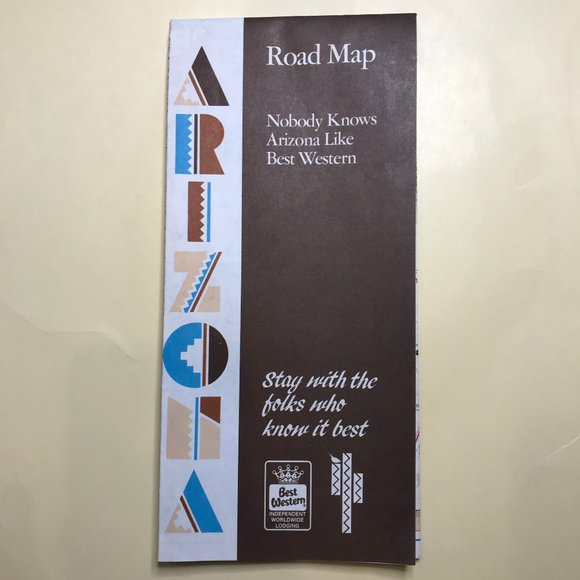 ARIZONA
Road Map
Nobody Knows
Arizona Like
Best Western
Stay with the
folks who
know it best
Best
Western
INDEPENDENT
WORLDWIDE
LODGING